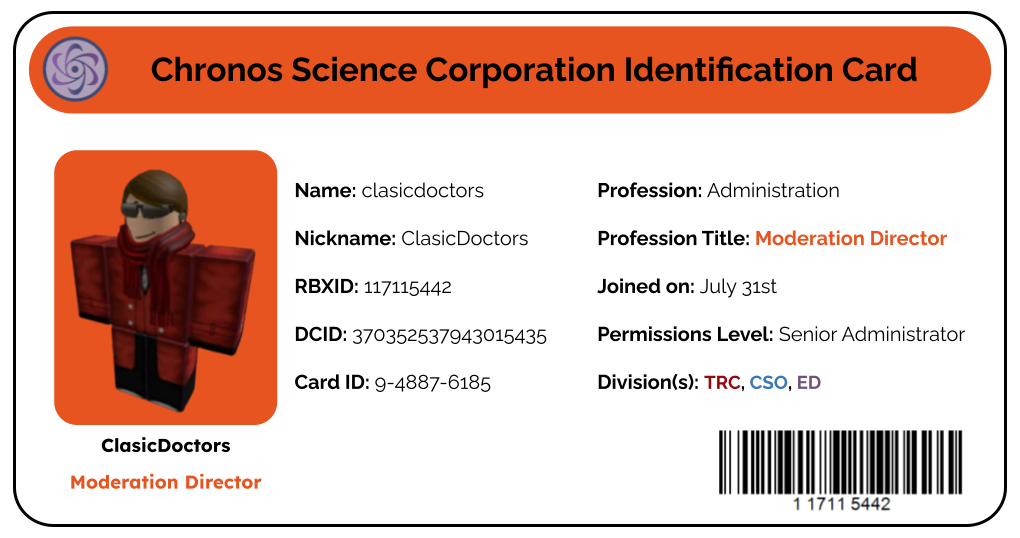 Chronos Science Corporation Identification Card
Name: clasicdoctors
Nickname: ClasicDoctors
RBXID: 117115442
DCID: 370352537943015435
Card ID: 9-4887-6185
Profession: Administration
Profession Title: Moderation Director
Joined on: July 31st
Permissions Level: Senior Administrator
Division(s): TRC, CSO, ED
ClasicDoctors
Moderation Director
1 1711 5442